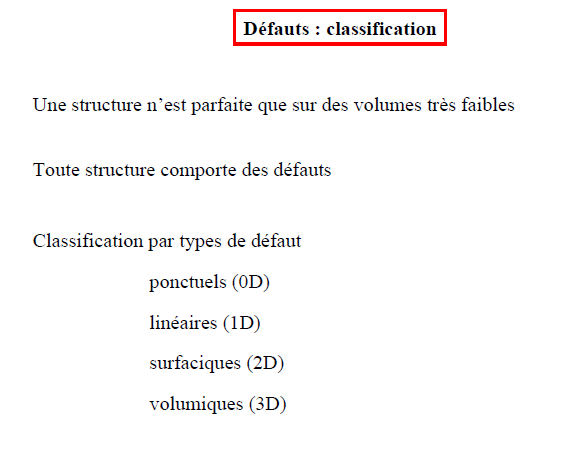 Défauts : classification
Une structure n’est parfaite que sur des volumes très faibles
Toute structure comporte des défauts
Classification par types de défaut
ponctuels (0D)
linéaires (1D)
surfaciques (2D)
volumiques (3D)